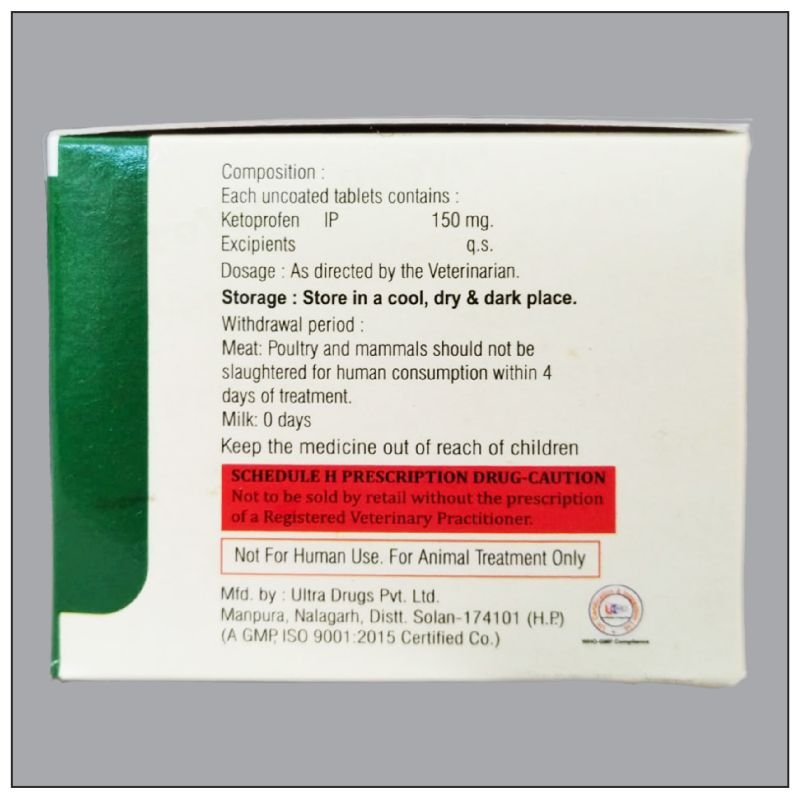 Composition :
Each uncoated tablets contains :
Ketoprofen IP 150 mg.
Excipients q.s.
Dosage : As directed by the Veterinarian.
Storage : Store in a cool, dry & dark place.
Withdrawal period :
Meat: Poultry and mammals should not be
slaughtered for human consumption within 4
days of treatment.
Milk: 0 days
Keep the medicine out of reach of children
SCHEDULE H PRESCRIPTION DRUG-CAUTION
Not to be sold by retail without the prescription
of a Registered Veterinary Practitioner.
Not For Human Use. For Animal Treatment Only
Mfd. by : Ultra Drugs Pvt. Ltd.
Manpura, Nalagarh, Distt. Solan-174101 (H.P.)
(A GMP, ISO 9001:2015 Certified Co.)
WHO-GMP Compliance